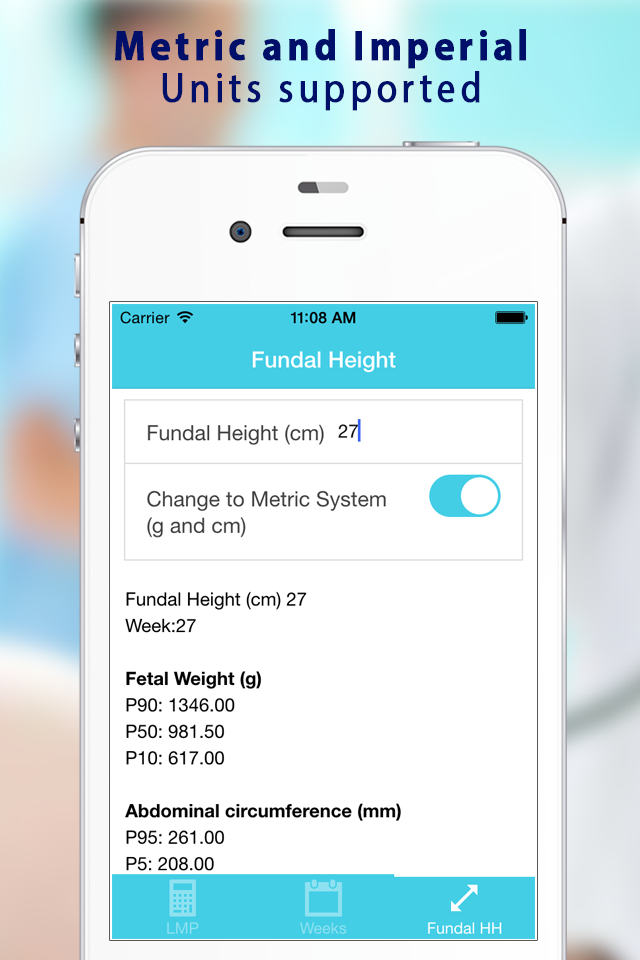 Metric and Imperial
Units supported
Carrier 11:08 AM
Fundal Height
Fundal Height (cm) 27
Change to Metric System
(g and cm)
Fundal Height (cm) 27
Week:27
Fetal Weight (g)
P90: 1346.00
P50: 981.50
P10: 617.00
Abdominal circumference (mm)
P95: 261.00
P5: 208.00
LMP Weeks Fundal HH